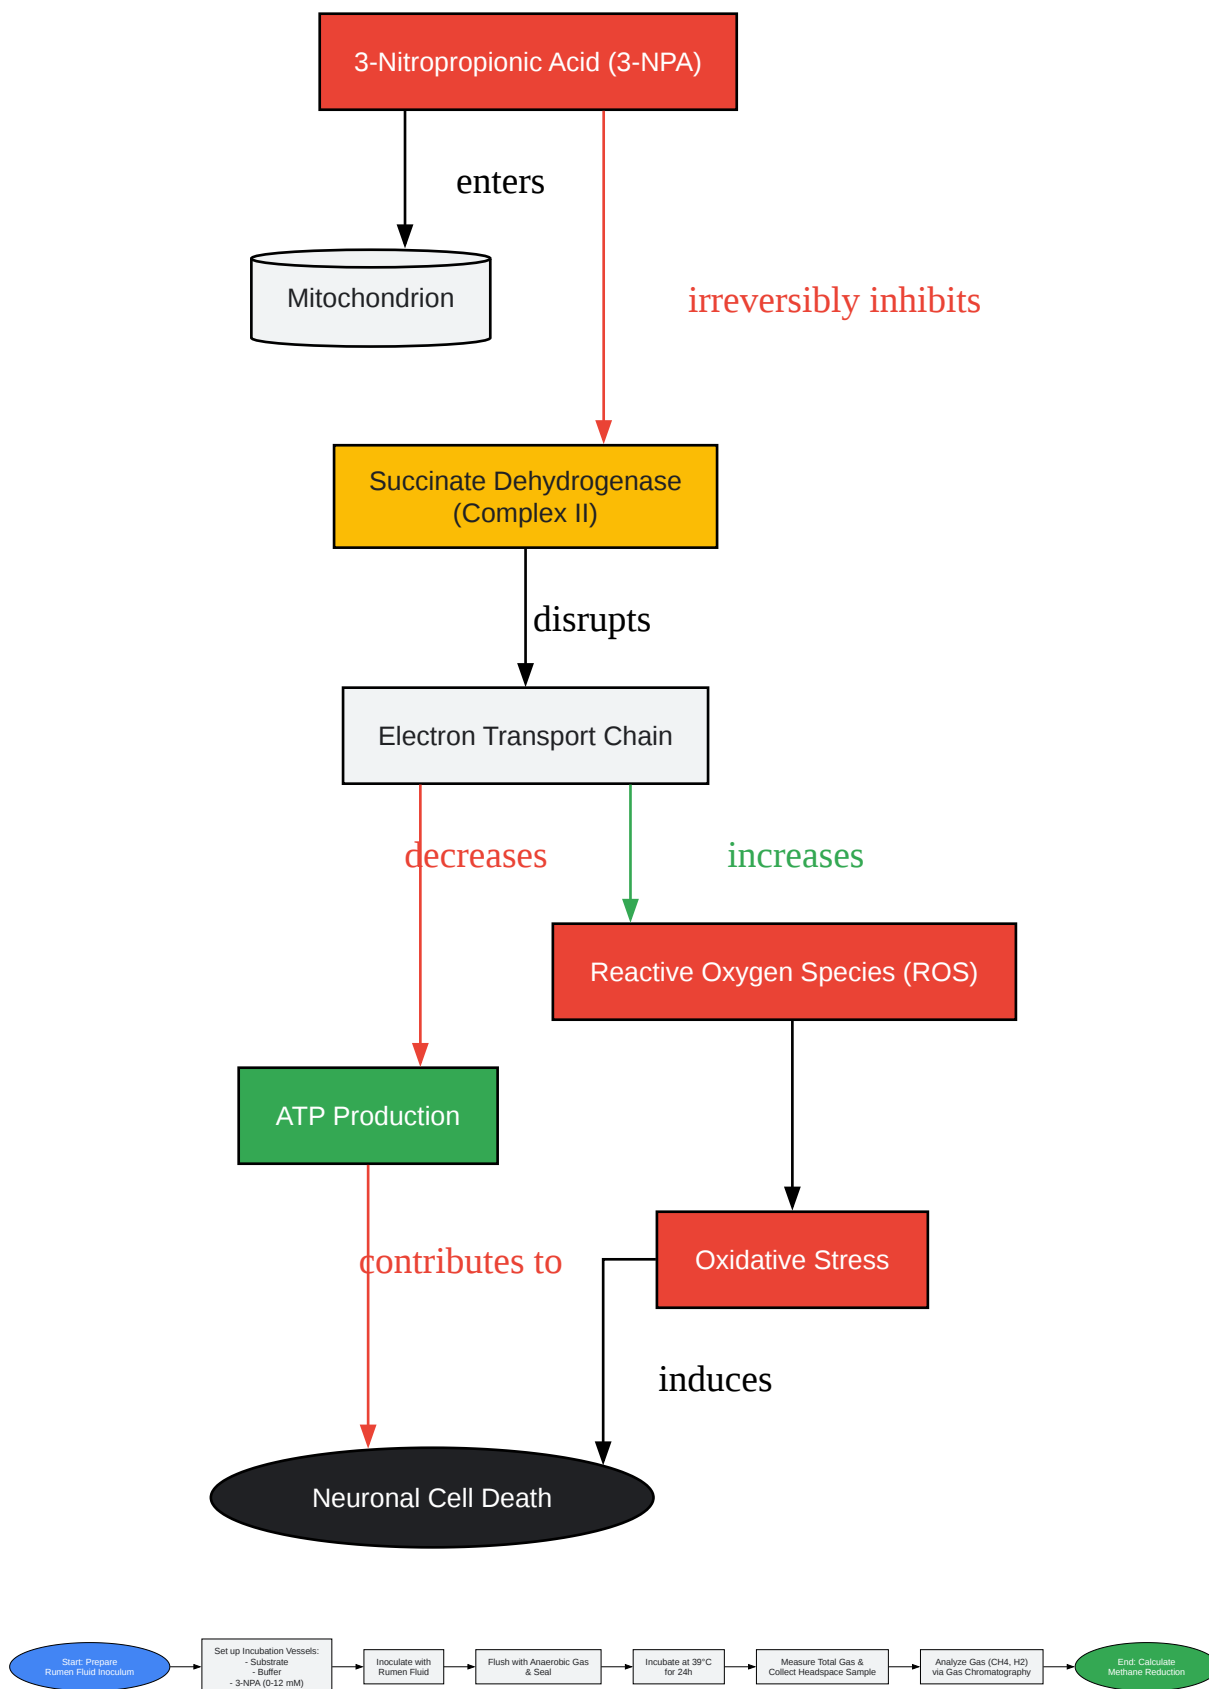 3-Nitropropionic Acid (3-NPA)
enters
Mitochondrion
irreversibly inhibits
Succinate Dehydrogenase
(Complex II)
disrupts
Electron Transport Chain
decreases
increases
Reactive Oxygen Species (ROS)
ATP Production
Oxidative Stress
contributes to
induces
Neuronal Cell Death
Start: Prepare
Rumen Fluid Inoculum
Set up Incubation Vessels:
- Substrate
- Buffer
- 3-NPA (0-12 mM)
Inoculate with
Rumen Fluid
Flush with Anaerobic Gas
& Seal
Incubate at 39°C
for 24h
Measure Total Gas &
Collect Headspace Sample
Analyze Gas (CH4, H2)
via Gas Chromatography
End: Calculate
Methane Reduction